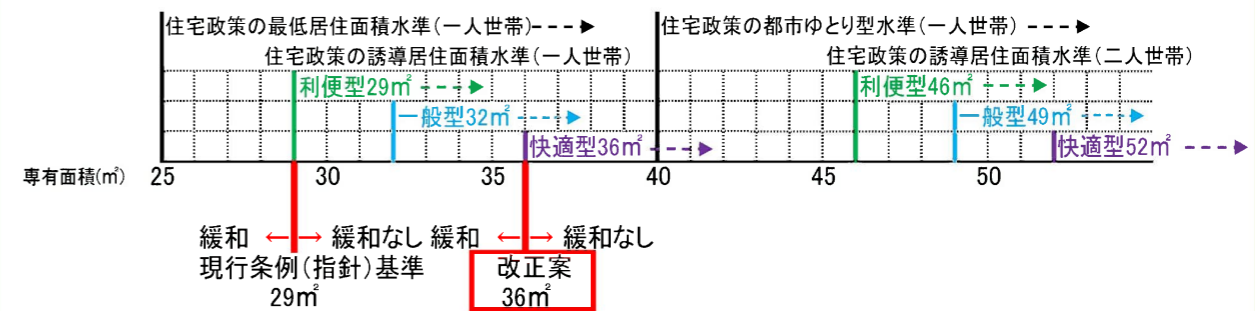 住宅政策の最低居住面積水準(一人世帯)
住宅政策の都市ゆとり型水準(一人世帯)
住宅政策の誘導居住面積水準(一人世帯)
住宅政策の誘導居住面積水準(二人世帯)
利便型29㎡
利便型46㎡
一般型32㎡
一般型49㎡
快適型36㎡
快適型52㎡
専有面積(㎡) 25 30 35 40 45 50
緩和 ←→ 緩和なし 緩和 ←→ 緩和なし
現行条例(指針)基準
29㎡
改正案
36㎡